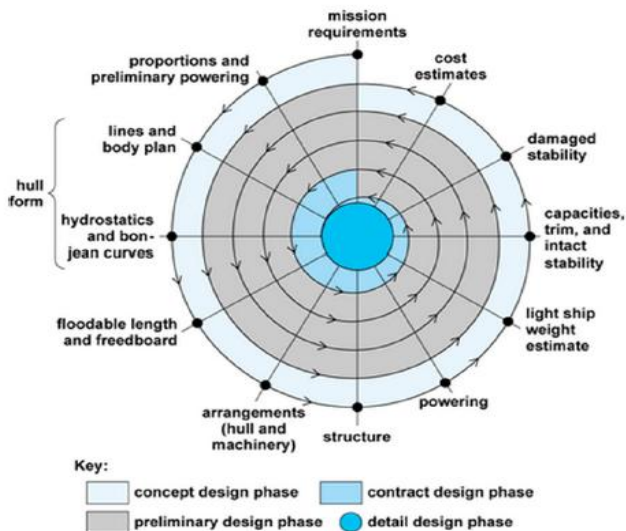 mission
requirements
proportions and
preliminary powering
cost
estimates
lines and
body plan
damaged
stability
hull
form
hydrostatics
and bon-
jean curves
capacities,
trim, and
intact
stability
floodable length
and freedboard
light ship
weight
estimate
arrangements
(hull and
machinery)
structure
powering
Key:
concept design phase
contract design phase
preliminary design phase
detail design phase